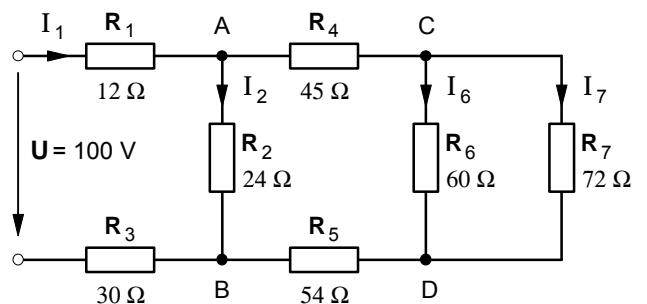 I1 R1 A R4 C
12 Ω I2 45 Ω I6 I7
U = 100 V R2 R6 R7
24 Ω 60 Ω 72 Ω
R3 R5
30 Ω B 54 Ω D